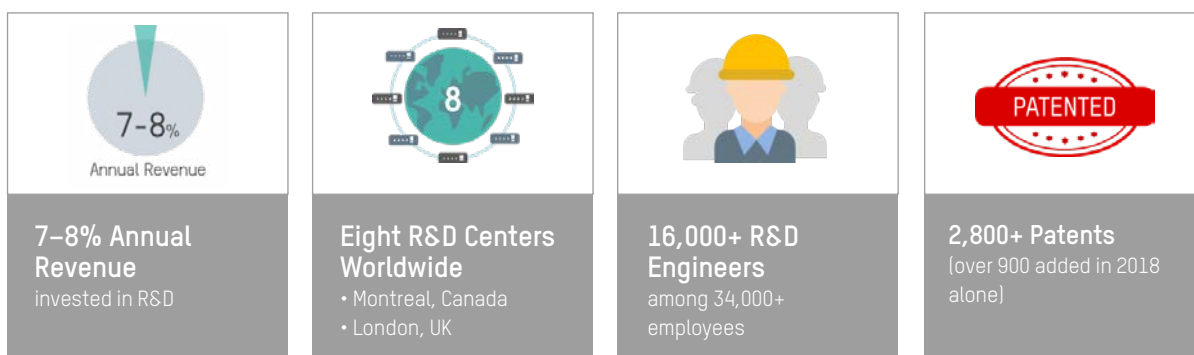 7-8%
Annual Revenue
7–8% Annual
Revenue
invested in R&D
8
Eight R&D Centers
Worldwide
• Montreal, Canada
• London, UK
16,000+ R&D
Engineers
among 34,000+
employees
PATENTED
2,800+ Patents
(over 900 added in 2018
alone)